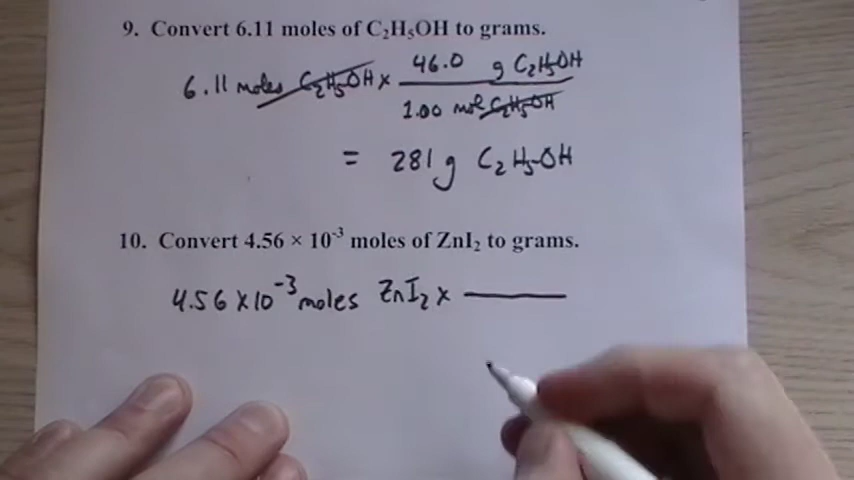 9. Convert 6.11 moles of C₂H₅OH to grams.
6.11 moles C₂H₅OH x 46.0 g C₂H₅OH
1.00 mol C₂H₅OH
= 281 g C₂H₅OH
10. Convert 4.56 × 10⁻³ moles of ZnI₂ to grams.
4.56 x 10⁻³ moles ZnI₂ x